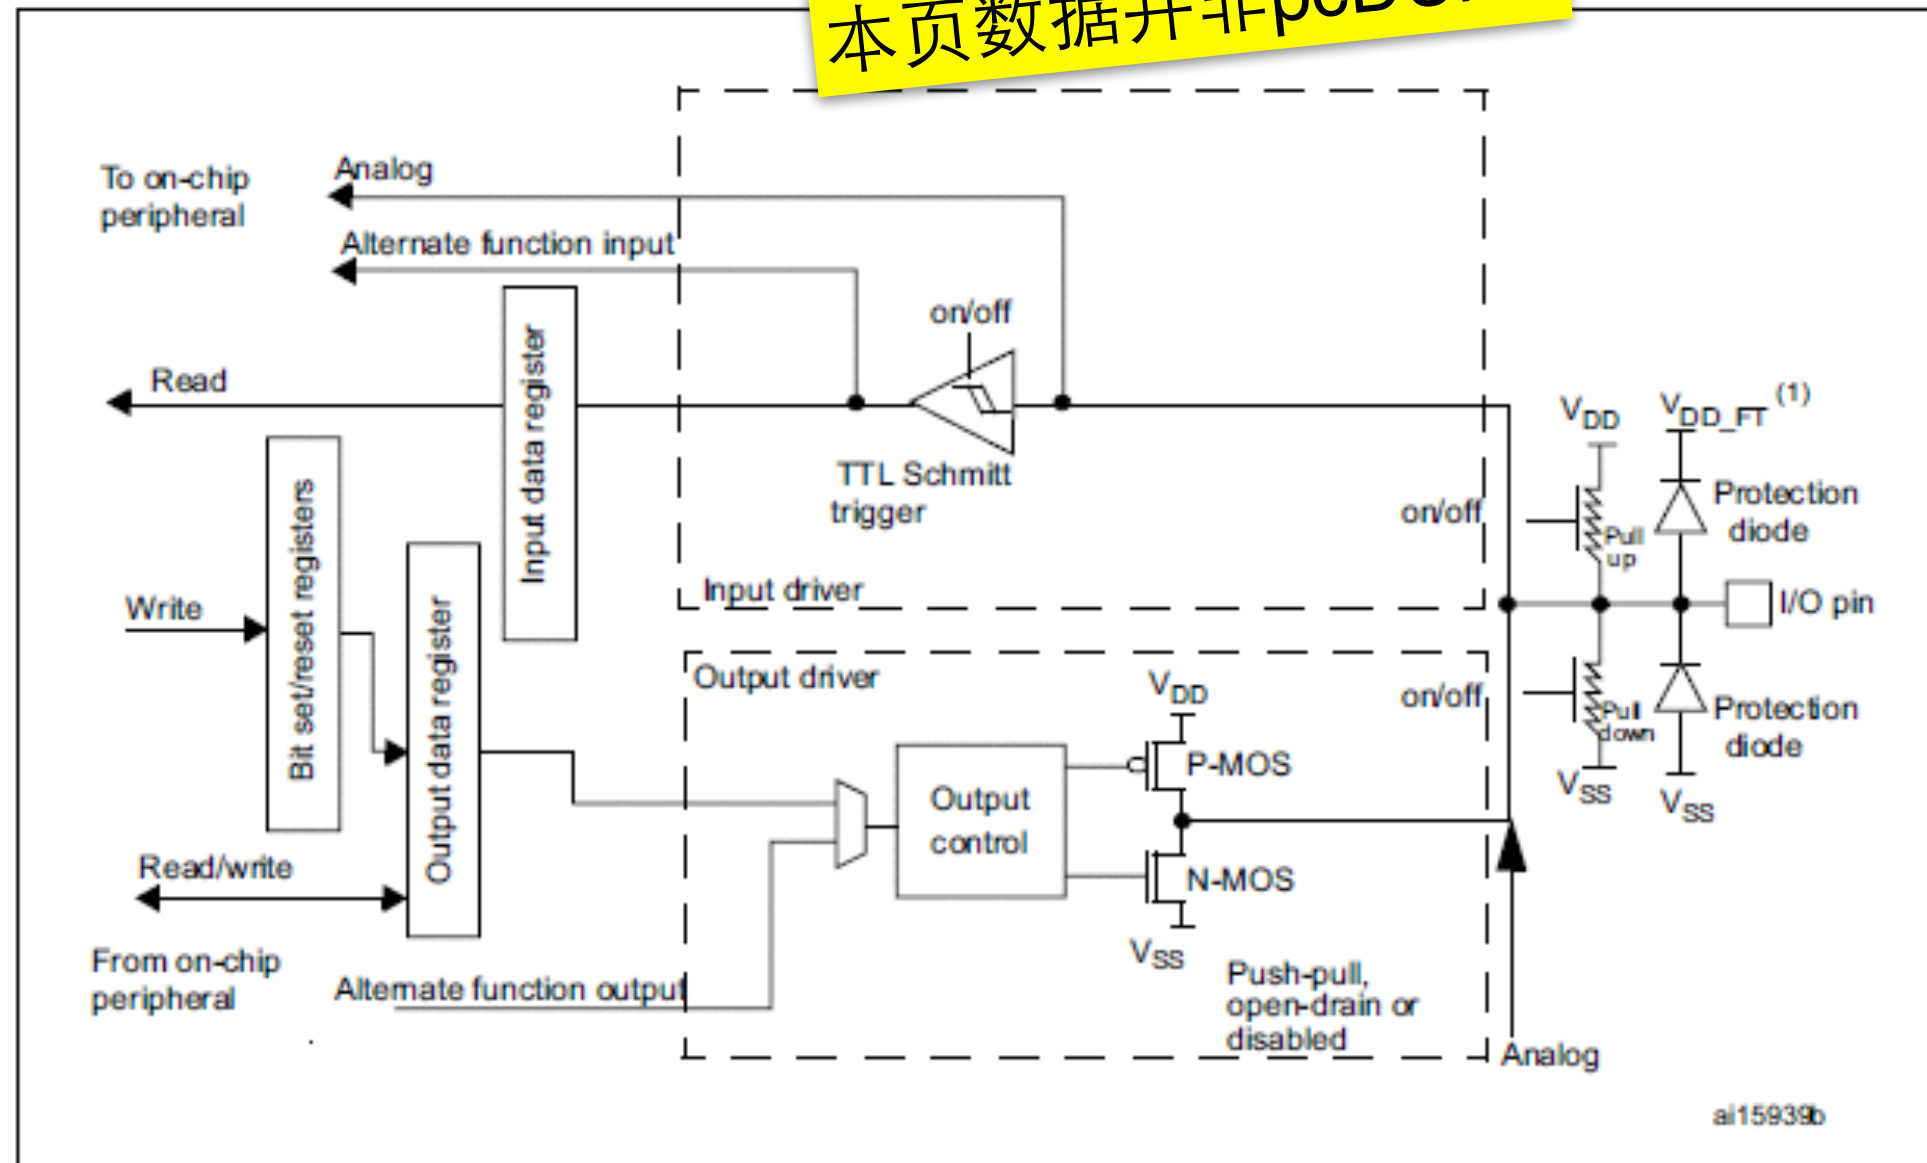 本页数据并非
To on-chip
peripheral
Analog
Alternate function input
on/off
Read
Input data register
TTL Schmitt
trigger
Input driver
Bit set/reset registers
Write
Output data register
Read/write
From on-chip
peripheral
Alternate function output
Output driver
VDD
P-MOS
Output
control
N-MOS
VSS
Push-pull,
open-drain or
disabled
on/off
on/off
VDD
VDD_FT (1)
Pull
up
Protection
diode
I/O pin
Pull
down
Protection
diode
VSS
VSS
Analog
ai15939b